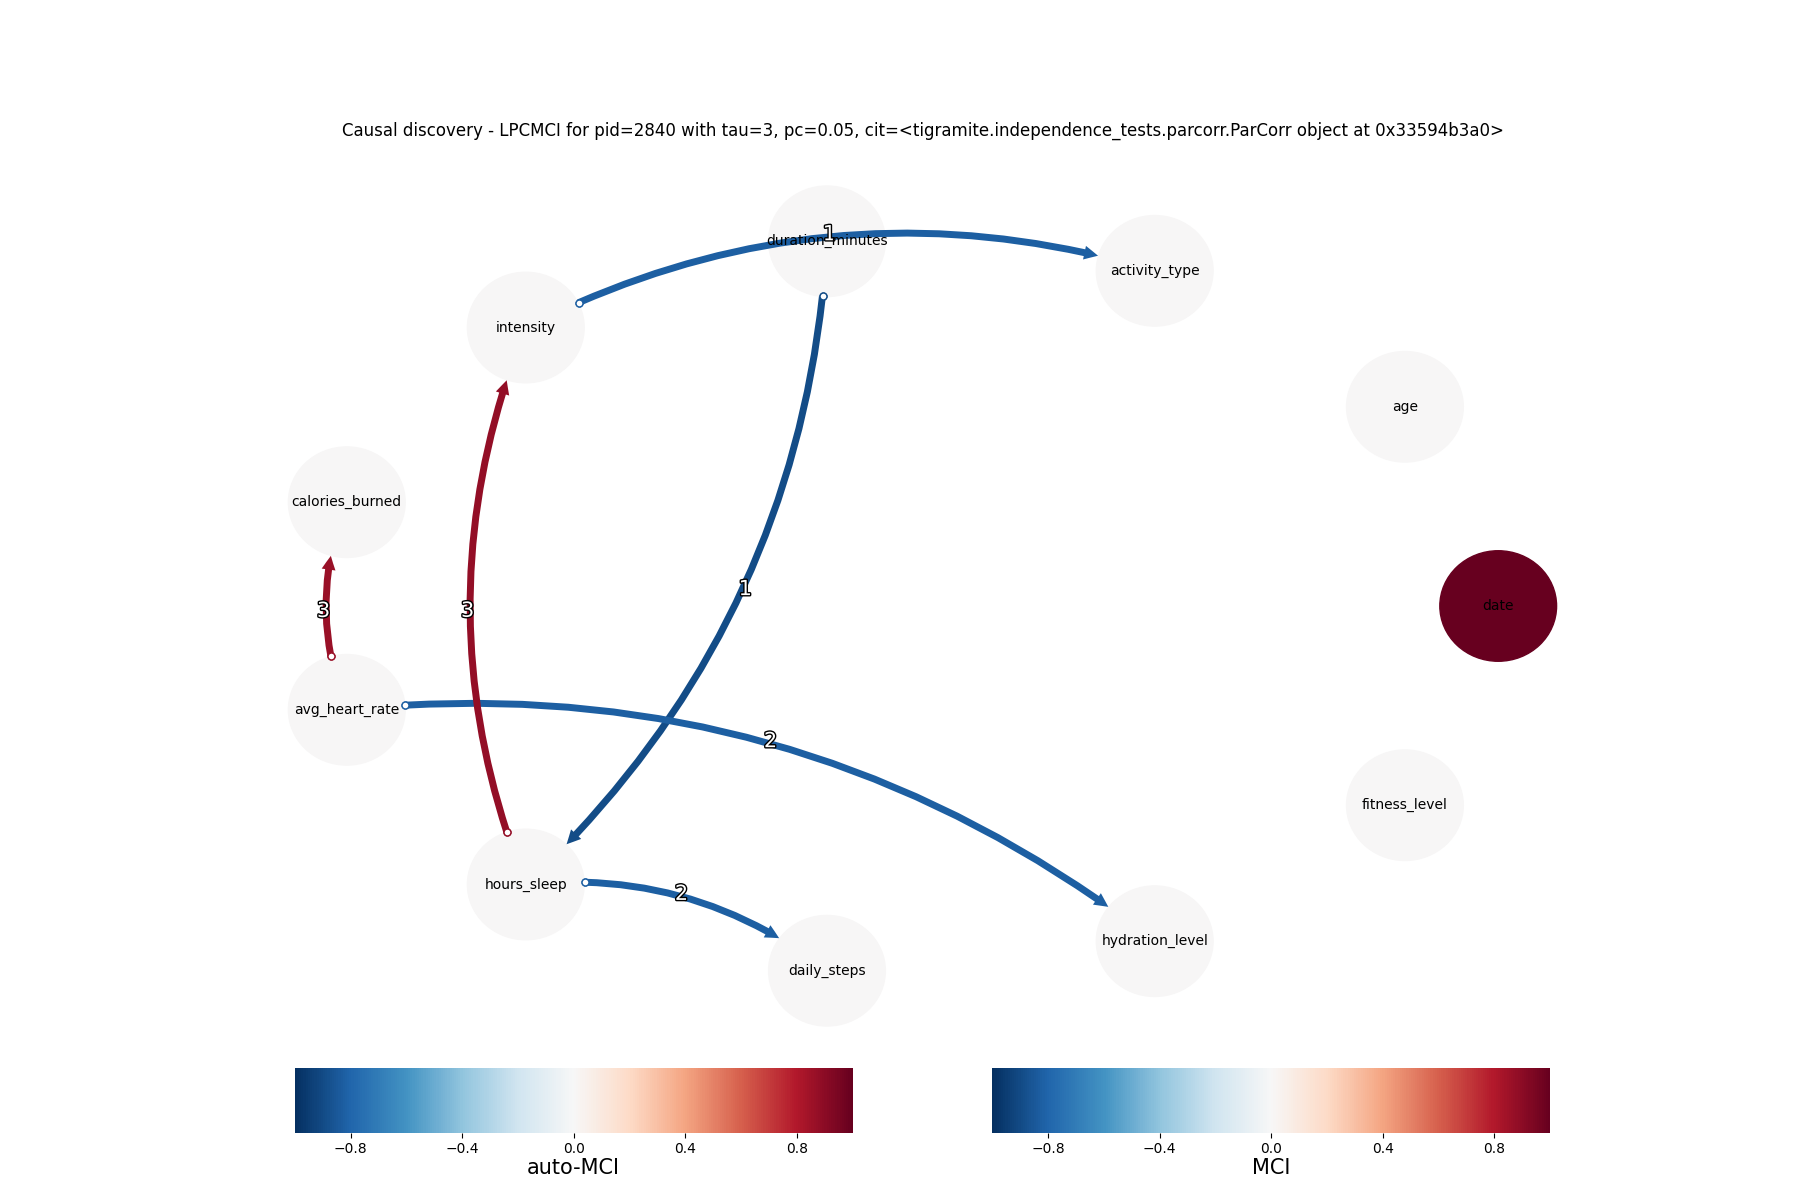 Causal discovery - LPCMCI for pid=2840 with tau=3, pc=0.05, cit=<tigramite.independence_tests.parcorr.ParCorr object at 0x33594b3a0>
1
duration_minutes
activity_type
intensity
age
calories_burned
1
date
3
3
avg_heart_rate
2
fitness_level
hours_sleep
2
hydration_level
daily_steps
−0.8 −0.4 0.0 0.4 0.8
auto-MCI
−0.8 −0.4 0.0 0.4 0.8
MCI